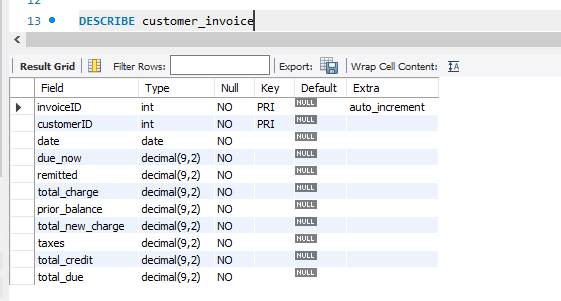 12
13 DESCRIBE customer_invoice
Result Grid Filter Rows: Export: Wrap Cell Content: IA
Field Type Null Key Default Extra
invoiceID int NO PRI NULL auto_increment
customerID int NO PRI NULL
date date NO NULL
due_now decimal(9,2) NO NULL
remitted decimal(9,2) NO NULL
total_charge decimal(9,2) NO NULL
prior_balance decimal(9,2) NO NULL
total_new_charge decimal(9,2) NO NULL
taxes decimal(9,2) NO NULL
total_credit decimal(9,2) NO NULL
total_due decimal(9,2) NO NULL